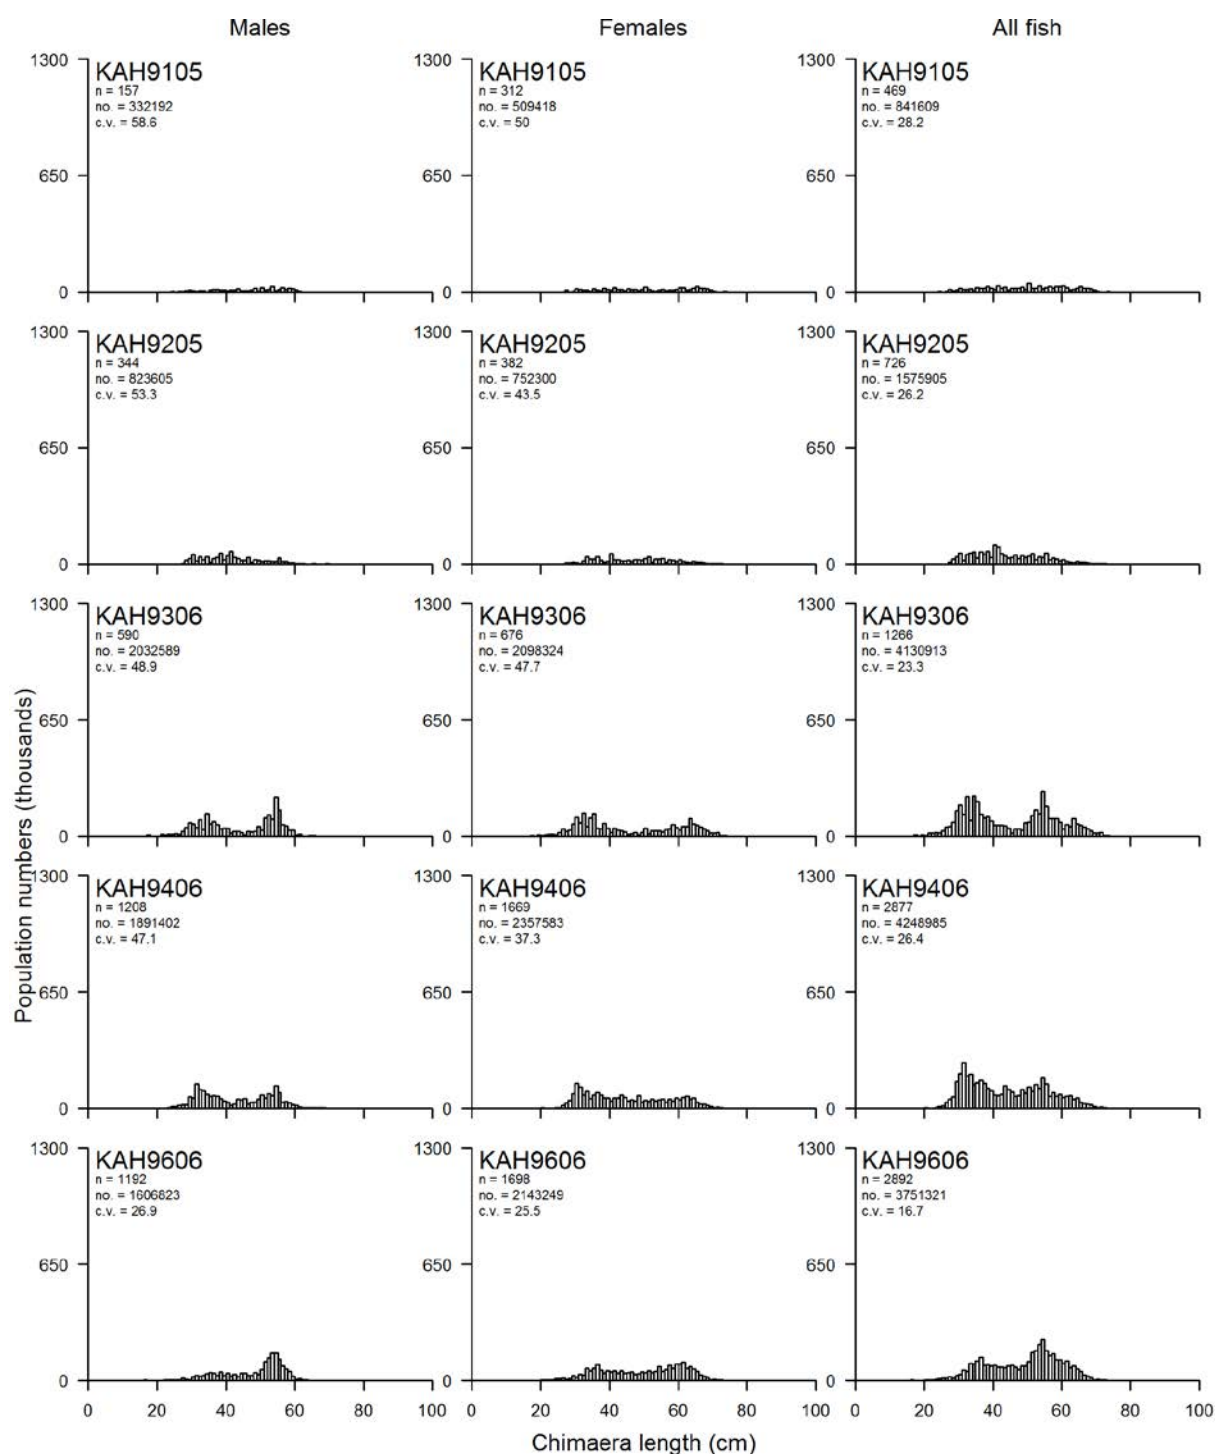 Males Females All fish
Population numbers (thousands)
1300 KAH9105 1300 KAH9105 1300 KAH9105
n = 157 n = 312 n = 469
no. = 332192 no. = 509418 no. = 841609
c.v. = 58.6 c.v. = 50 c.v. = 28.2
650 650 650
0 0 0
1300 KAH9205 1300 KAH9205 1300 KAH9205
n = 344 n = 382 n = 726
no. = 823605 no. = 752300 no. = 1575905
c.v. = 53.3 c.v. = 43.5 c.v. = 26.2
650 650 650
0 0 0
1300 KAH9306 1300 KAH9306 1300 KAH9306
n = 590 n = 676 n = 1266
no. = 2032589 no. = 2098324 no. = 4130913
c.v. = 48.9 c.v. = 47.7 c.v. = 23.3
650 650 650
0 0 0
1300 KAH9406 1300 KAH9406 1300 KAH9406
n = 1208 n = 1669 n = 2877
no. = 1891402 no. = 2357583 no. = 4248985
c.v. = 47.1 c.v. = 37.3 c.v. = 26.4
650 650 650
0 0 0
1300 KAH9606 1300 KAH9606 1300 KAH9606
n = 1192 n = 1698 n = 2892
no. = 1606823 no. = 2143249 no. = 3751321
c.v. = 26.9 c.v. = 25.5 c.v. = 16.7
650 650 650
0 0 0
0 20 40 60 80 100 0 20 40 60 80 100 0 20 40 60 80 100
Chimaera length (cm)